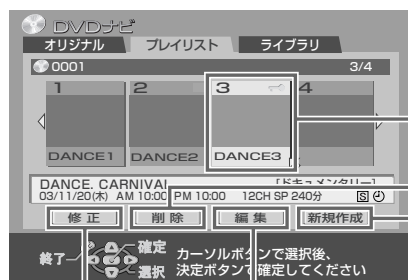 DVDナビ
オリジナル プレイリスト ライブラリ
0001 3/4
1 2 3 4
DANCE1 DANCE2 DANCE3
DANCE. CARNIVAL [ドキュメンタリー]
03/11/20(木) AM 10:00 PM 10:00 12CH SP 240分 S
修正 削除 編集 新規作成
終了 確定 カーソルボタンで選択後、
選択 決定ボタンで確定してください